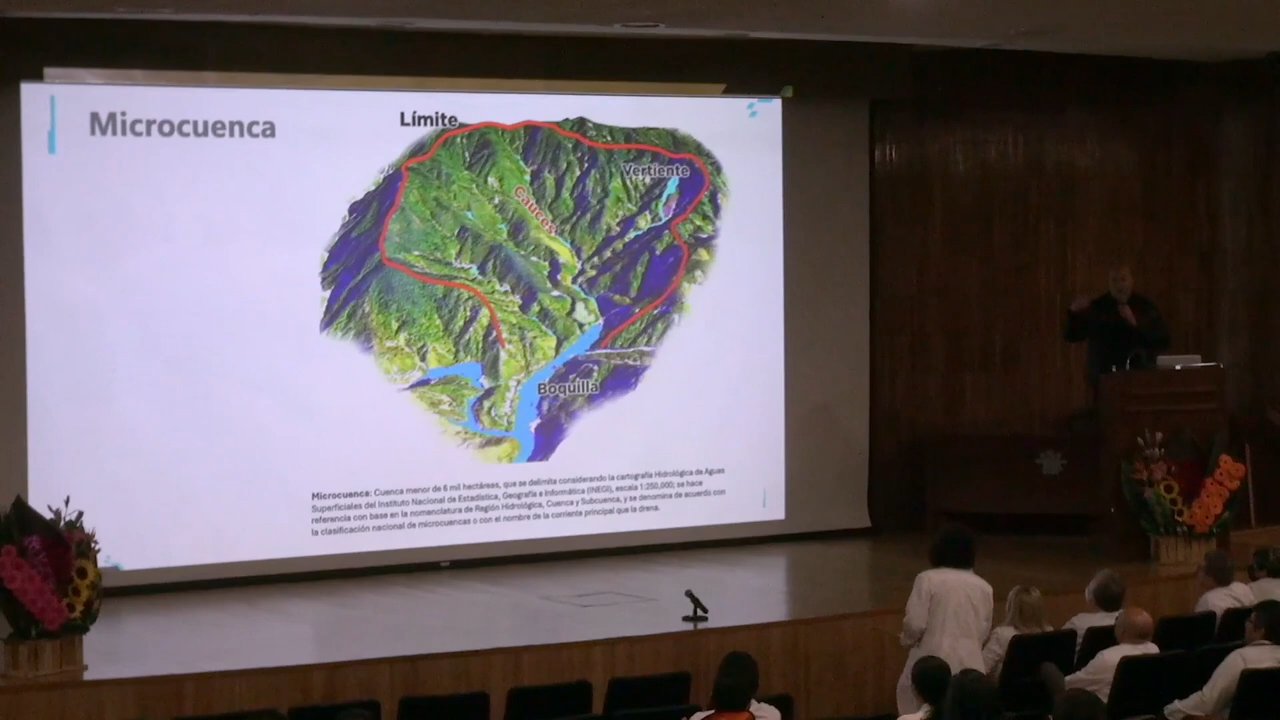 Microcuenca
Límite
Vertiente
Cauces
Boquilla
Microcuenca: Cuenca menor de 6 mil hectáreas, que se delimita considerando la cartografía Hidrológica de Aguas
Superficiales del Instituto Nacional de Estadística, Geografía e Informática (INEGI), escala 1:250,000; se hace
referencia con base en la nomenclatura de Región Hidrológica, Cuenca y Subcuenca, y se denomina de acuerdo con
la clasificación nacional de microcuencas o con el nombre de la corriente principal que la drena.